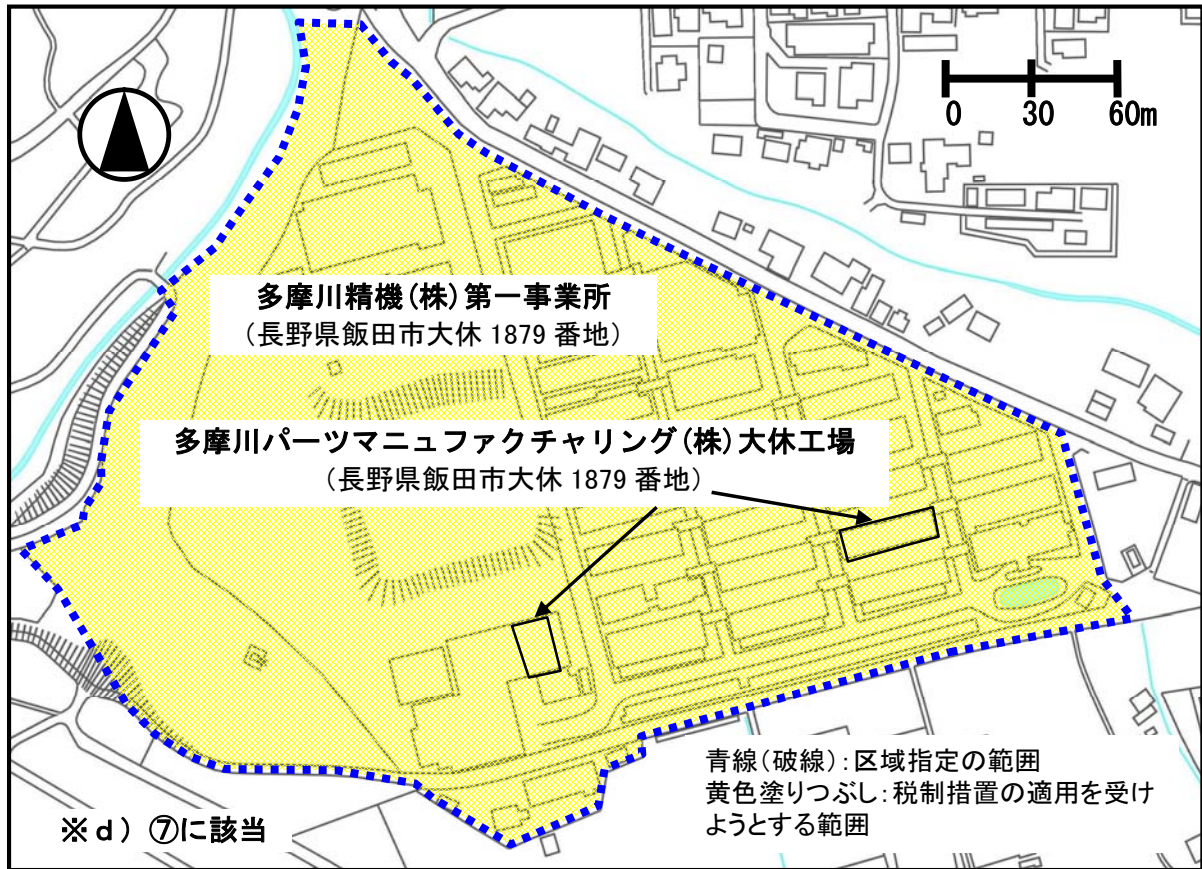 0 30 60m
多摩川精機(株)第一事業所
(長野県飯田市大休 1879 番地)
多摩川パーツマニュファクチャリング(株)大休工場
(長野県飯田市大休 1879 番地)
青線(破線):区域指定の範囲
黄色塗りつぶし:税制措置の適用を受け
ようとする範囲
※d)⑦に該当